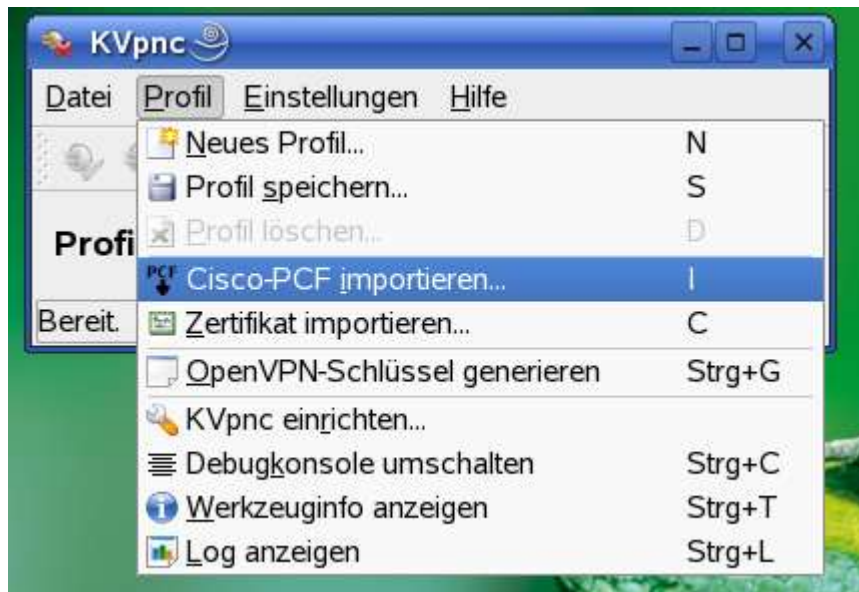 KVpnc
Datei Profil Einstellungen Hilfe
Neues Profil... N
Profil speichern... S
Profil löschen... D
Profi
PCF Cisco-PCF importieren... I
Bereit.
Zertifikat importieren... C
OpenVPN-Schlüssel generieren Strg+G
KVpnc einrichten...
Debugkonsole umschalten Strg+C
Werkzeuginfo anzeigen Strg+T
Log anzeigen Strg+L